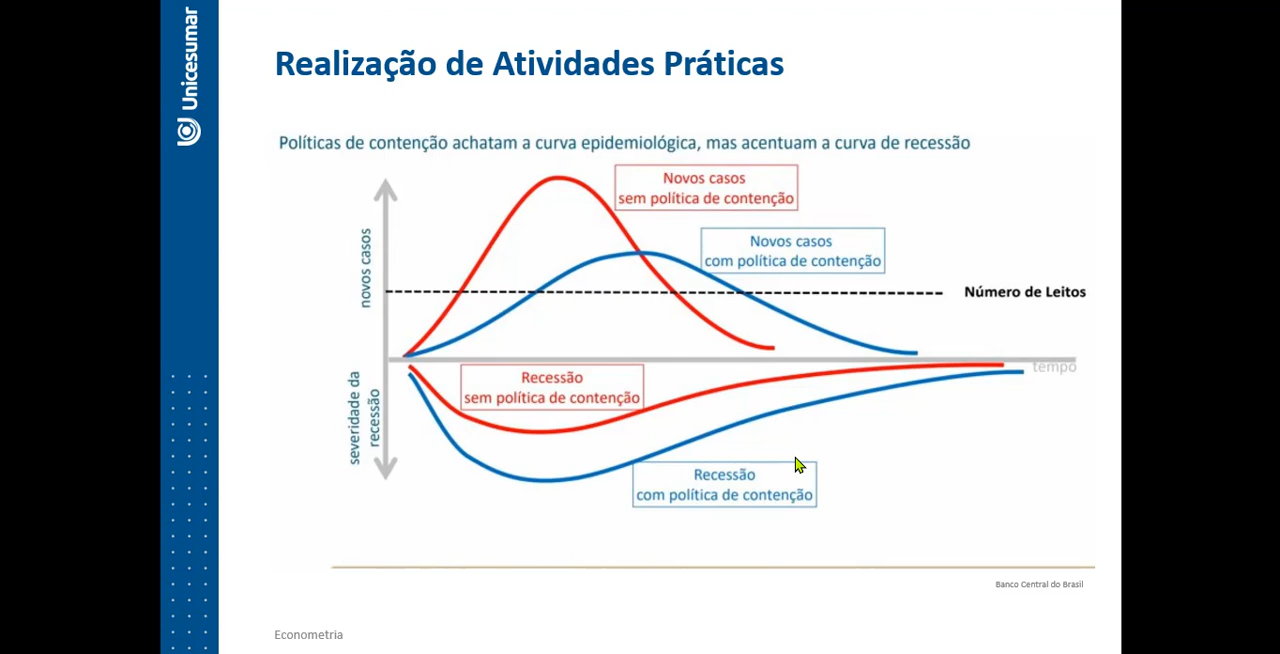 Unicesumar
Realização de Atividades Práticas
Políticas de contenção achatam a curva epidemiológica, mas acentuam a curva de recessão
Novos casos
sem política de contenção
novos casos
Novos casos
com política de contenção
Número de Leitos
tempo
severidade da
recessão
Recessão
sem política de contenção
Recessão
com política de contenção
Banco Central do Brasil
Econometria